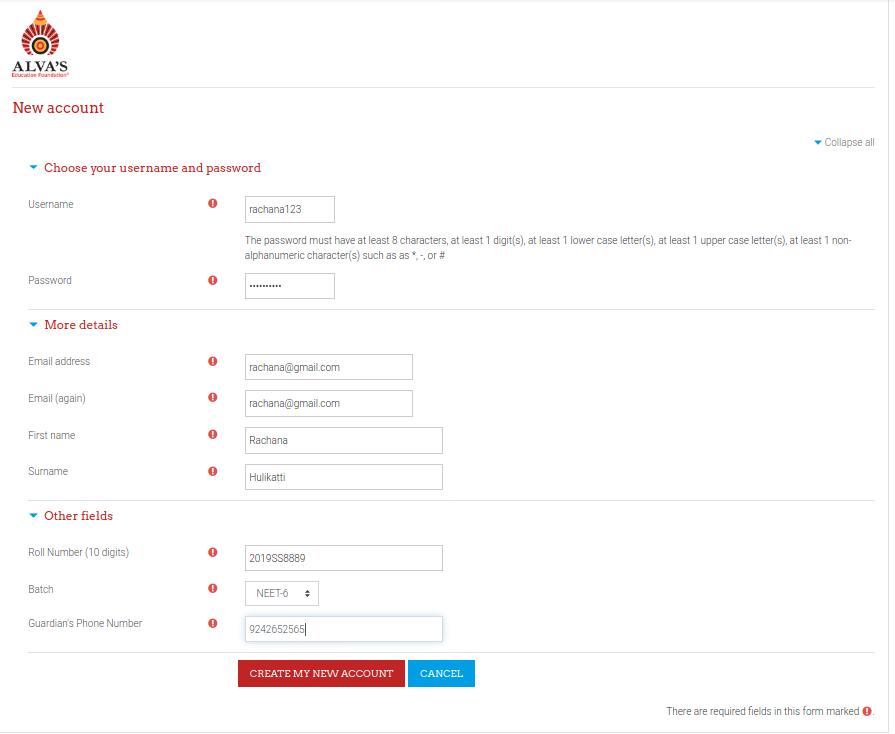 ALVA'S
Education Foundation®
New account
Collapse all
Choose your username and password
Username
rachana123
The password must have at least 8 characters, at least 1 digit(s), at least 1 lower case letter(s), at least 1 upper case letter(s), at least 1 non-
alphanumeric character(s) such as as *, -, or #
Password
••••••••••
More details
Email address
rachana@gmail.com
Email (again)
rachana@gmail.com
First name
Rachana
Surname
Hulikatti
Other fields
Roll Number (10 digits)
2019SS8889
Batch
NEET-6
Guardian's Phone Number
9242652565
CREATE MY NEW ACCOUNT
CANCEL
There are required fields in this form marked .